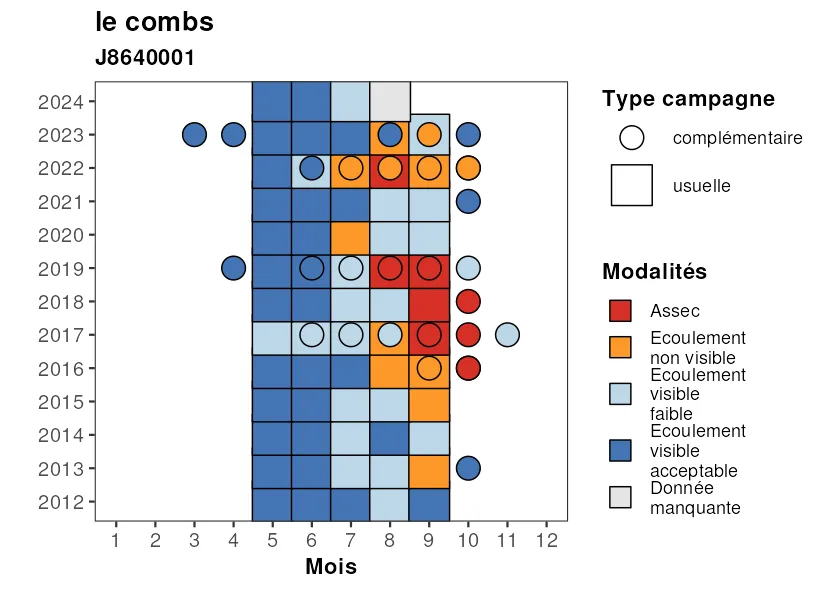 le combs
J8640001
2024
2023
2022
2021
2020
2019
2018
2017
2016
2015
2014
2013
2012
1 2 3 4 5 6 7 8 9 10 11 12
Mois
Type campagne
complémentaire
usuelle
Modalités
Assec
Ecoulement
non visible
Ecoulement
visible
faible
Ecoulement
visible
acceptable
Donnée
manquante